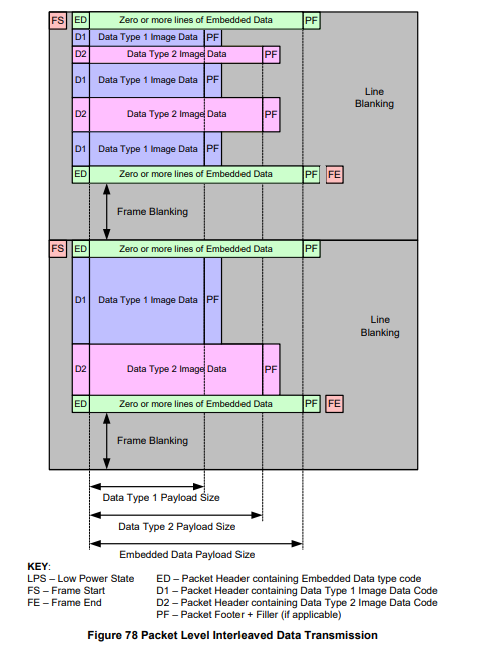 FS ED Zero or more lines of Embedded Data PF
D1 Data Type 1 Image Data PF
D2 Data Type 2 Image Data PF
D1 Data Type 1 Image Data PF
Line
Blanking
D2 Data Type 2 Image Data PF
D1 Data Type 1 Image Data PF
ED Zero or more lines of Embedded Data PF FE
Frame Blanking
FS ED Zero or more lines of Embedded Data PF
D1 Data Type 1 Image Data PF
Line
Blanking
D2 Data Type 2 Image Data PF
ED Zero or more lines of Embedded Data PF FE
Frame Blanking
Data Type 1 Payload Size
Data Type 2 Payload Size
Embedded Data Payload Size
KEY:
LPS – Low Power State ED – Packet Header containing Embedded Data type code
FS – Frame Start D1 – Packet Header containing Data Type 1 Image Data Code
FE – Frame End D2 – Packet Header containing Data Type 2 Image Data Code
PF – Packet Footer + Filler (if applicable)
Figure 78 Packet Level Interleaved Data Transmission